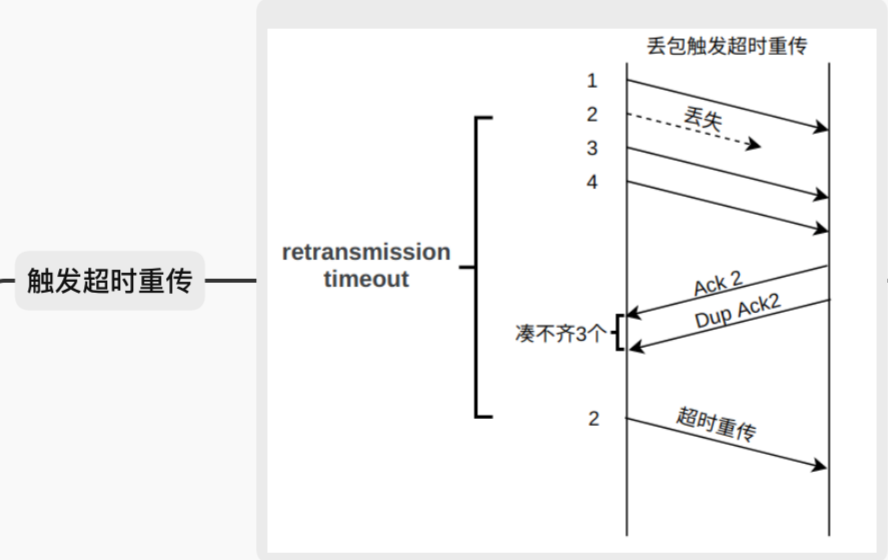 触发超时重传
丢包触发超时重传
1
2
丢失
3
4
retransmission
timeout
Ack 2
Dup Ack2
凑不齐3个
2
超时重传